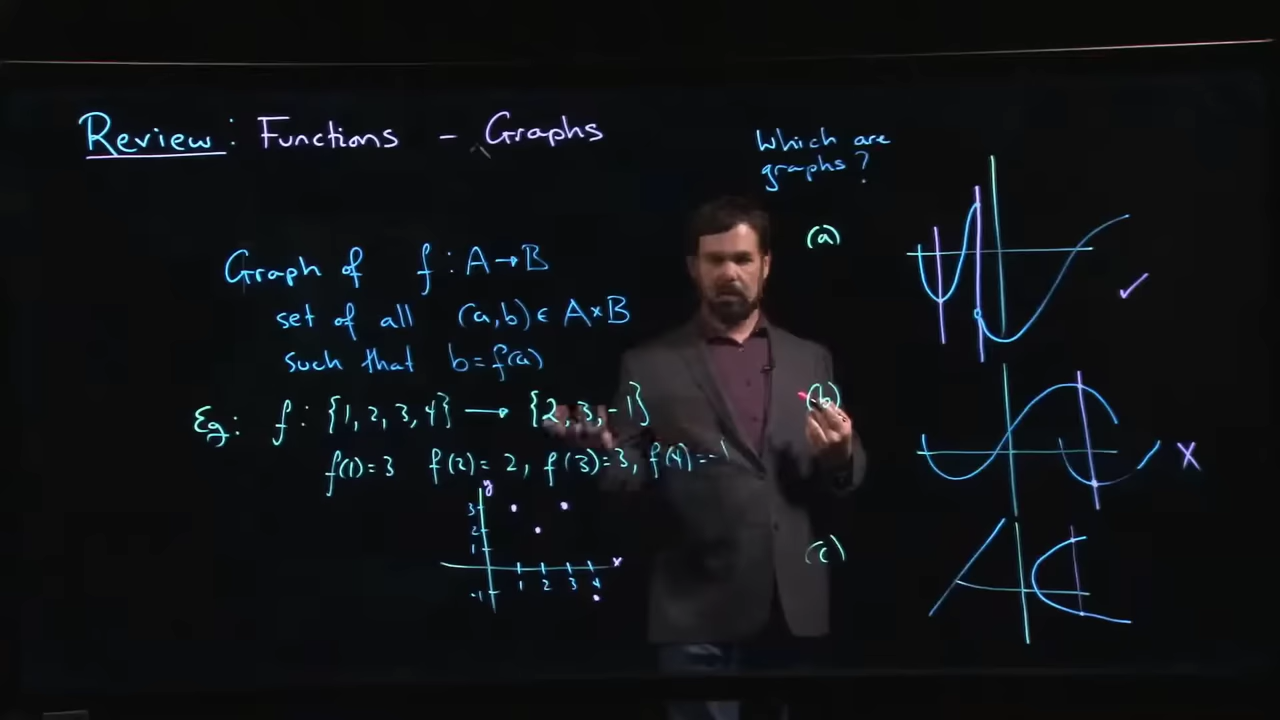 Review: Functions - Graphs
Graph of f : A → B
set of all (a,b) ∈ A × B
such that b = f(a)
Eg: f : {1, 2, 3, 4} → {2, 3, -1}
f(1) = 3 f(2) = 2, f(3) = 3, f(4) = -1
y
3
2
1
-1
1 2 3 4
x
Which are
graphs?
(a)
✓
(b)
X
(c)